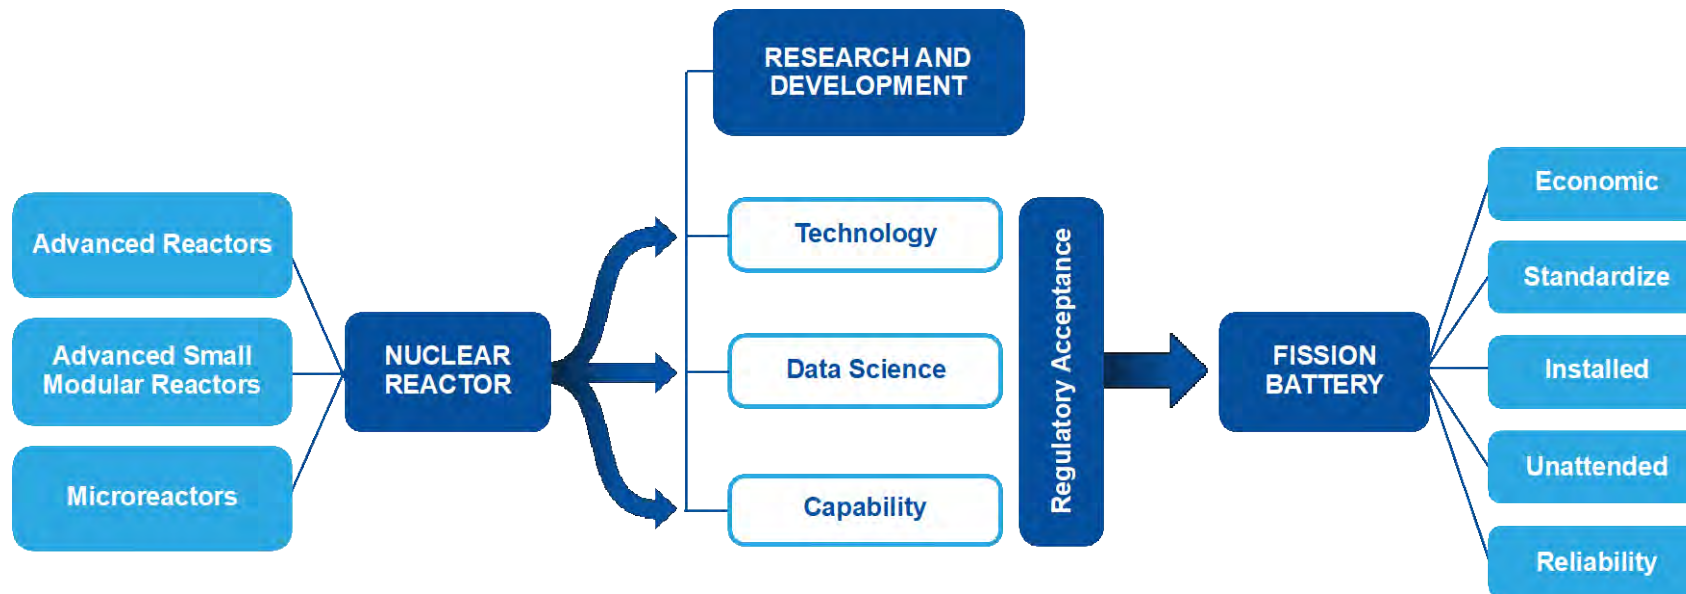 Advanced Reactors
Advanced Small
Modular Reactors
Microreactors
NUCLEAR
REACTOR
RESEARCH AND
DEVELOPMENT
Technology
Data Science
Capability
Regulatory Acceptance
FISSION
BATTERY
Economic
Standardize
Installed
Unattended
Reliability